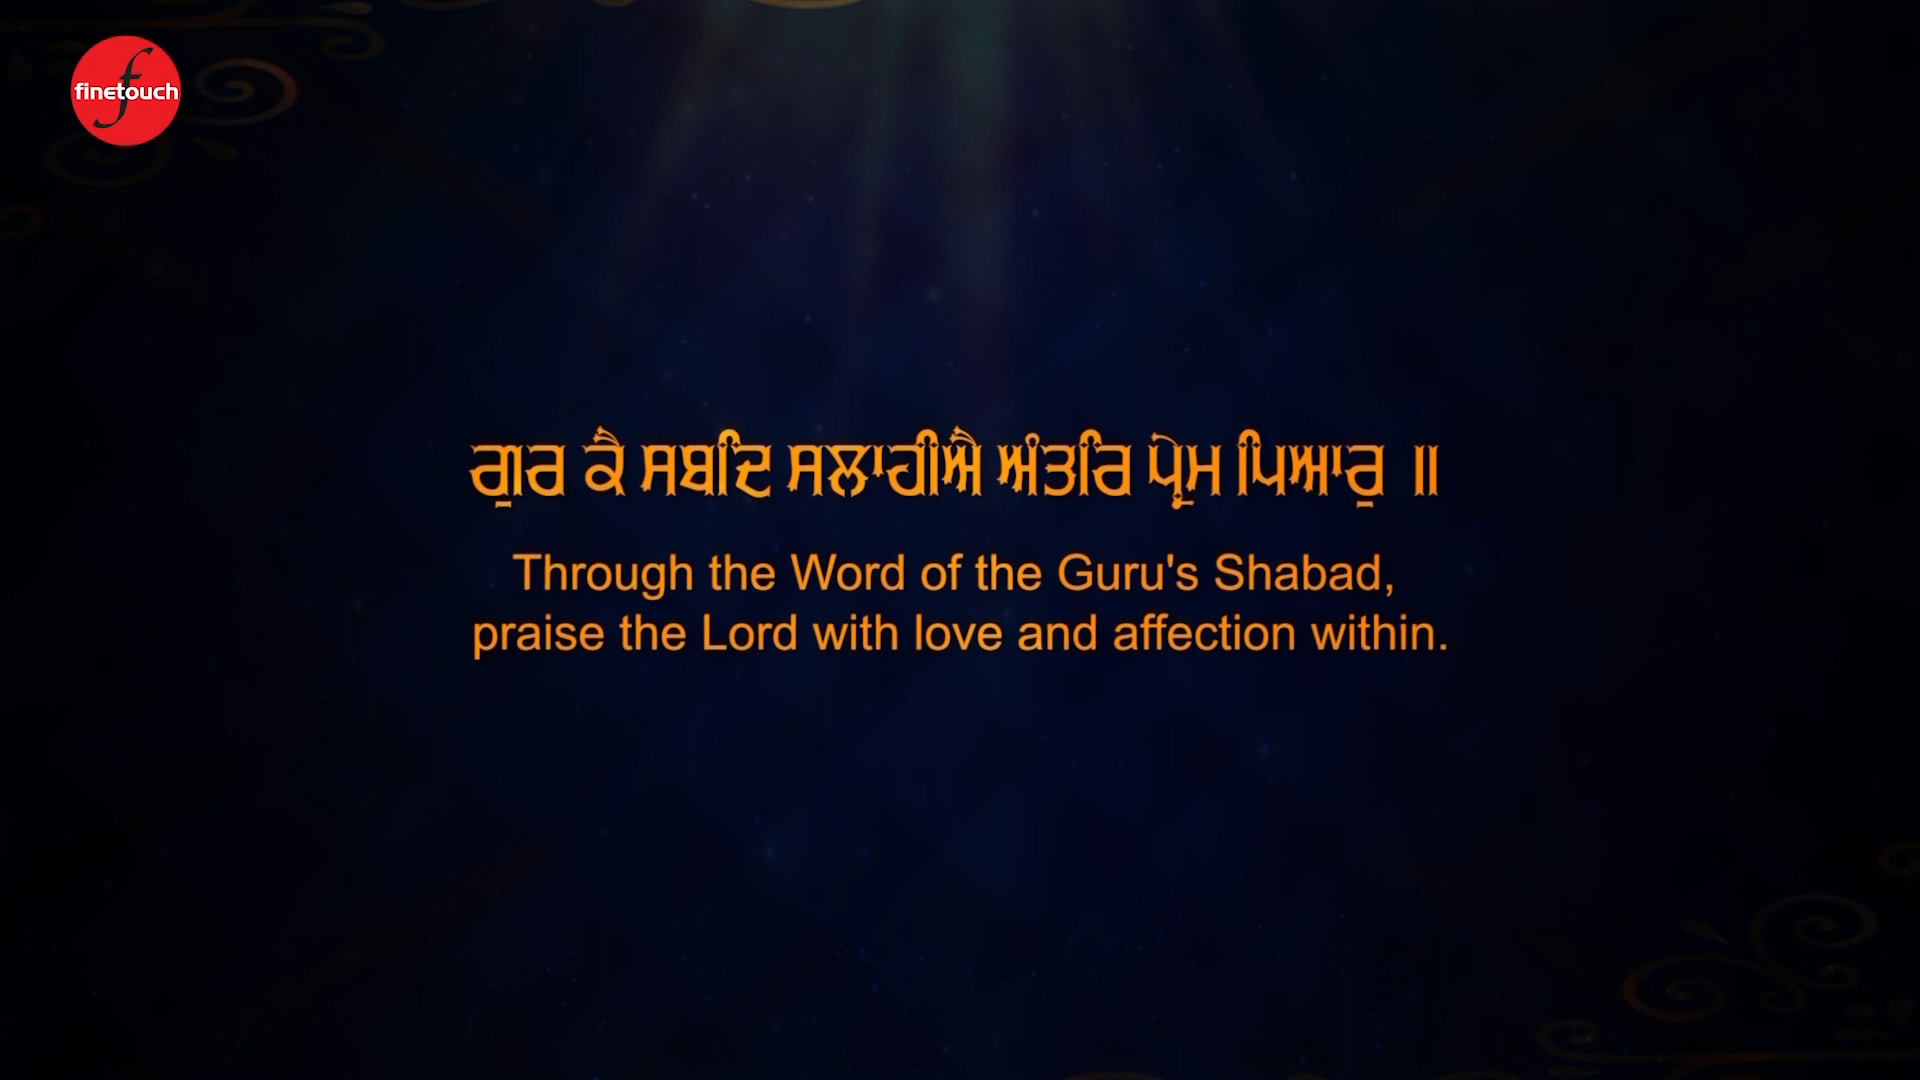 finetouch
ਗੁਰ ਕੈ ਸਬਦਿ ਸਲਾਹੀਐ ਅੰਤਰਿ ਪ੍ਰੇਮ ਪਿਆਰੁ ॥
Through the Word of the Guru's Shabad,
praise the Lord with love and affection within.